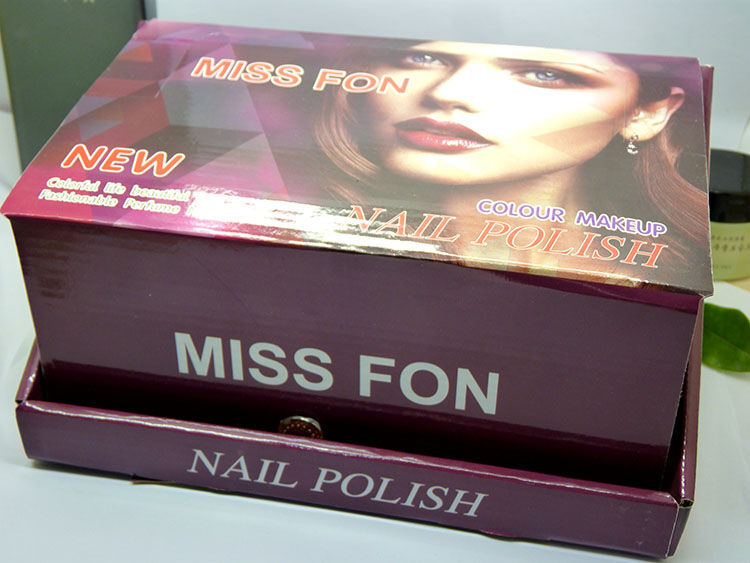 MISS FON
NEW
Colorful life beautiful
Fashionable Perfume
COLOUR MAKEUP
NAIL POLISH
MISS FON
NAIL POLISH